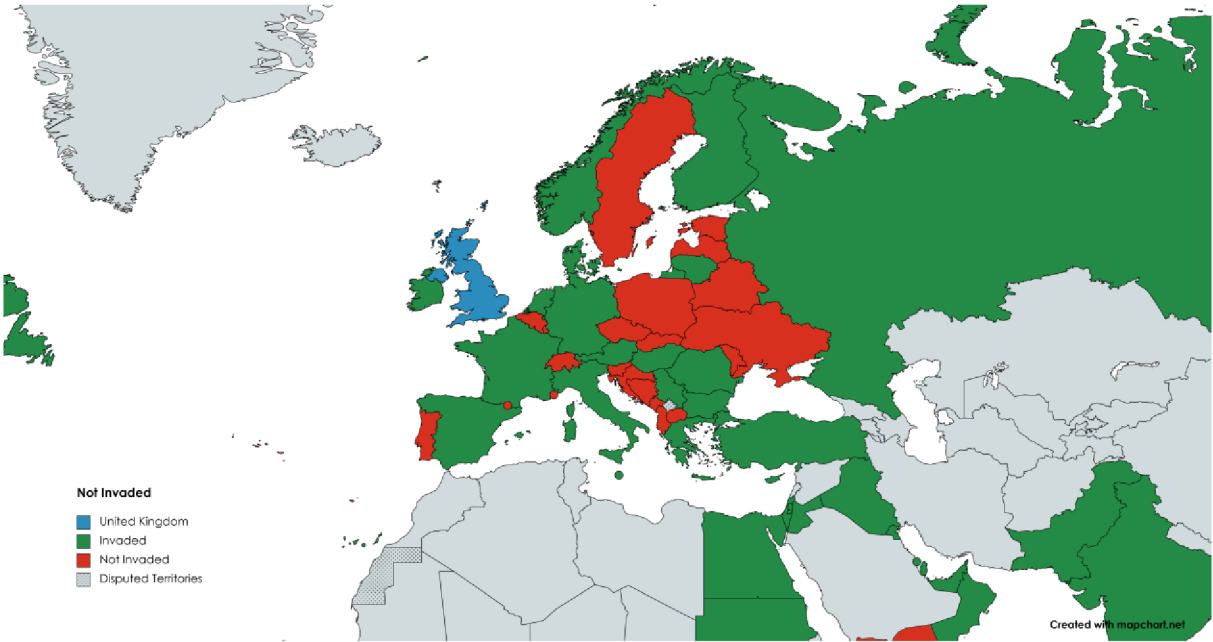 Not Invaded
United Kingdom
Invaded
Not Invaded
Disputed Territories
Created with mapchart.net